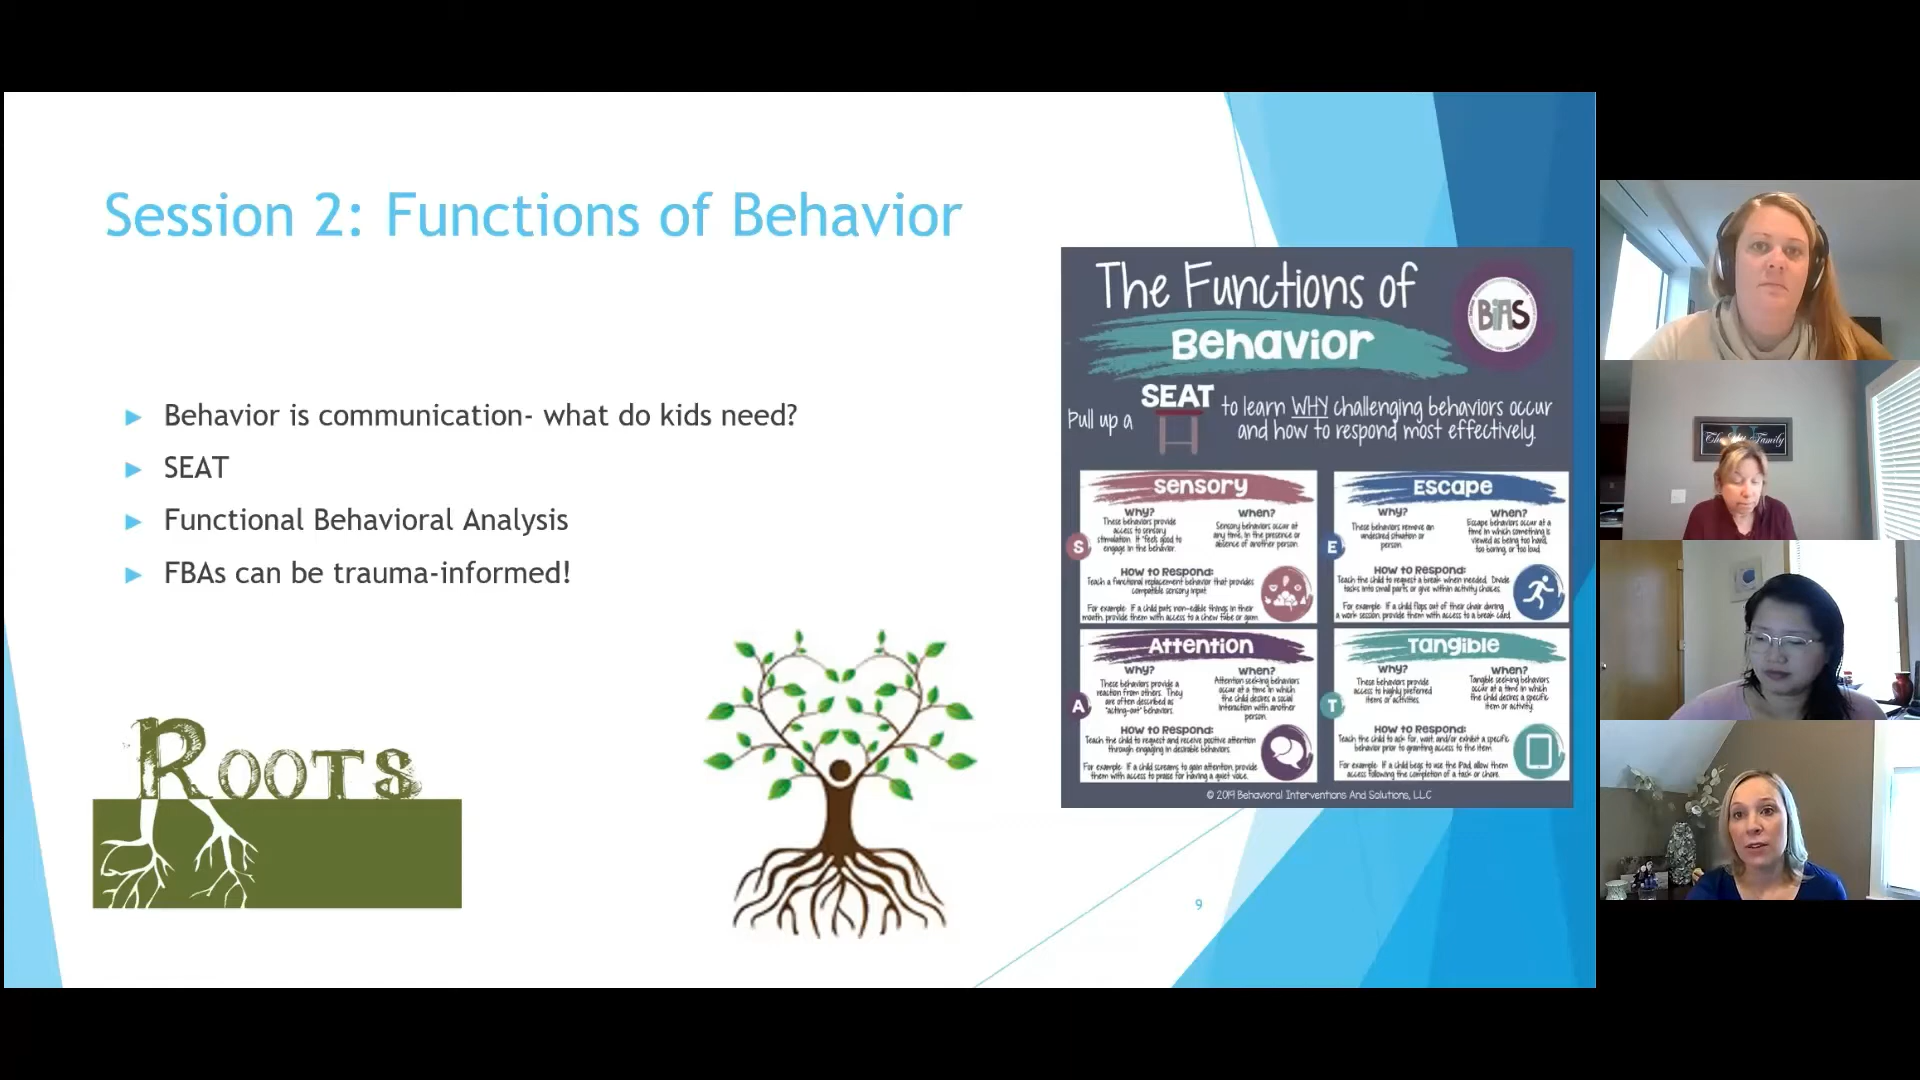 Session 2: Functions of Behavior
► Behavior is communication- what do kids need?
► SEAT
► Functional Behavioral Analysis
► FBAs can be trauma-informed!
ROOTS
The Functions of
Behavior
BIAS
Pull up a SEAT to learn WHY challenging behaviors occur
and how to respond most effectively.
Sensory
S
Why?
These behaviors provide
access to sensory
stimulation. It "feels good" to
engage in the behavior.
When?
Sensory behaviors occur at
any time, in the presence or
absence of another person.
How to Respond:
Teach a functional replacement behavior that provides
compatible sensory input.
For example: If a child puts non-edible things in their
mouth, provide them with access to a chew tube or gum.
Escape
E
Why?
These behaviors remove an
undesired situation or
person.
When?
Escape behaviors occur at a
time in which something is
viewed as being too hard,
too boring, or too loud.
How to Respond:
Teach the child to request a break when needed. Divide
tasks into small parts or give within activity choices.
For example: If a child flops out of their chair during
a work session, provide them with access to a break card.
Attention
A
Why?
These behaviors provide a
reaction from others. They
are often described as
"acting-out" behaviors.
When?
Attention seeking behaviors
occur at a time in which
the child desires a social
interaction with another
person.
How to Respond:
Teach the child to request and receive positive attention
through engaging in desirable behaviors.
For example: If a child screams to gain attention, provide
them with access to praise for having a quiet voice.
Tangible
T
Why?
These behaviors provide
access to highly preferred
items or activities.
When?
Tangible seeking behaviors
occur at a time in which
the child desires a specific
item or activity.
How to Respond:
Teach the child to ask for, wait, and/or exhibit a specific
behavior prior to granting access to the item.
For example: If a child begs to use the iPad, allow them
access following the completion of a task or chore.
© 2019 Behavioral Interventions And Solutions, LLC
9
The
Family